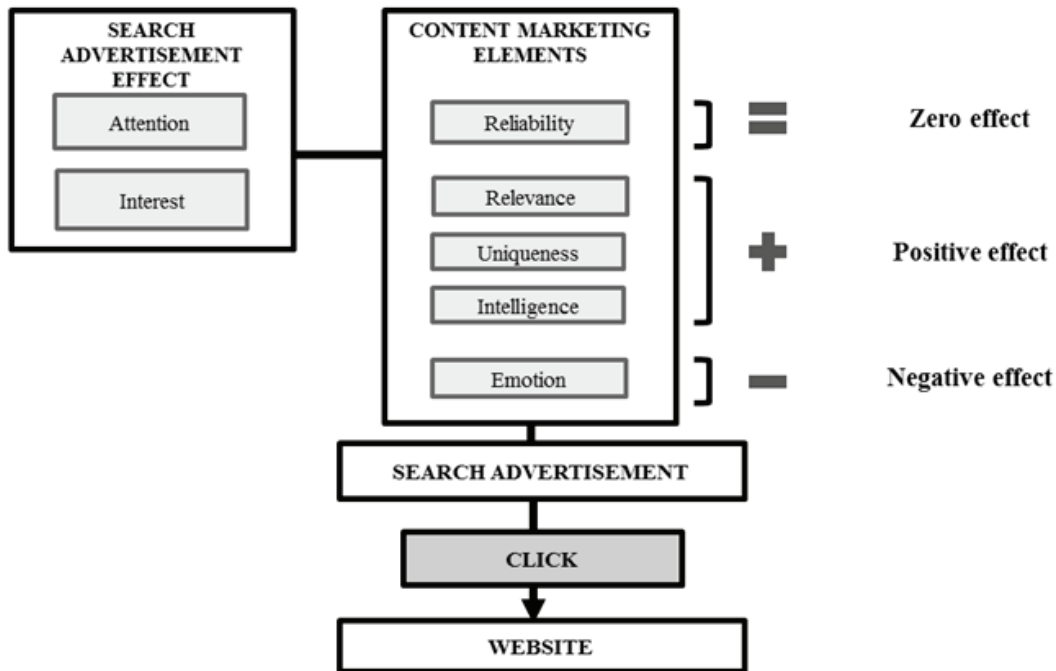 SEARCH
ADVERTISEMENT
EFFECT
Attention
Interest
CONTENT MARKETING
ELEMENTS
Reliability
Relevance
Uniqueness
Intelligence
Emotion
Zero effect
Positive effect
Negative effect
SEARCH ADVERTISEMENT
CLICK
WEBSITE